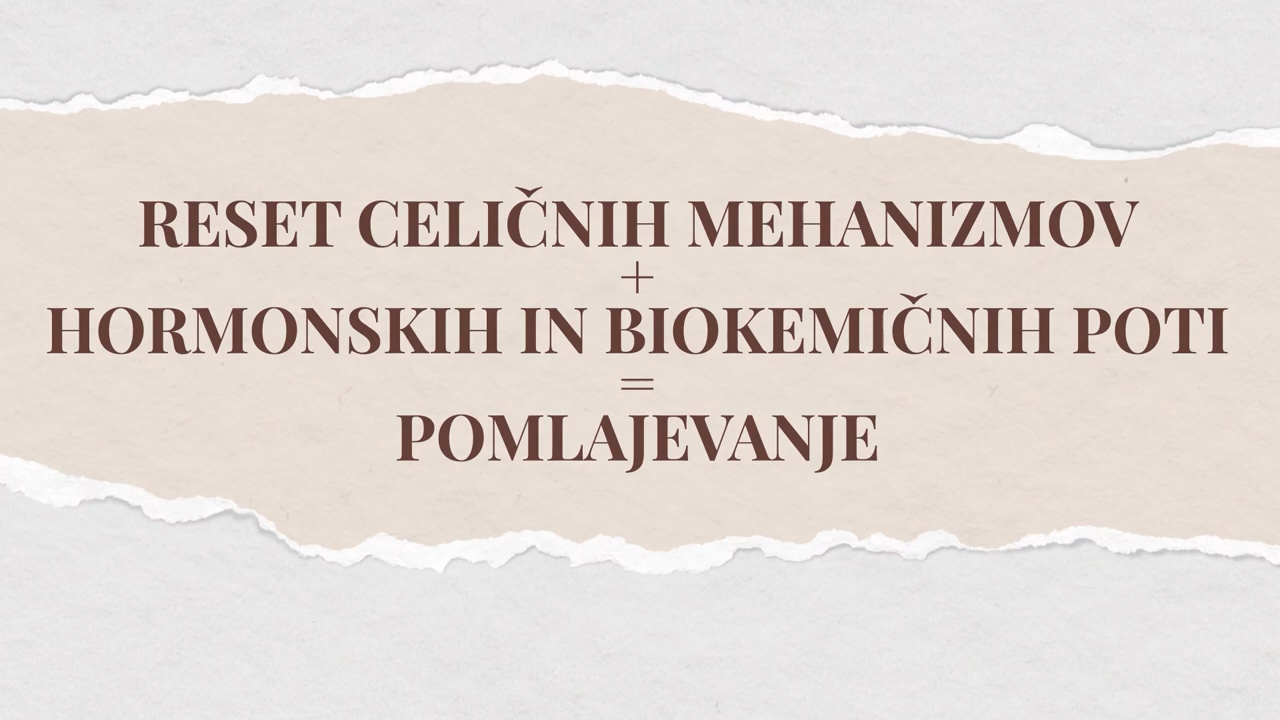 RESET CELIČNIH MEHANIZMOV
+
HORMONSKIH IN BIOKEMIČNIH POTI
=
POMLAJEVANJE